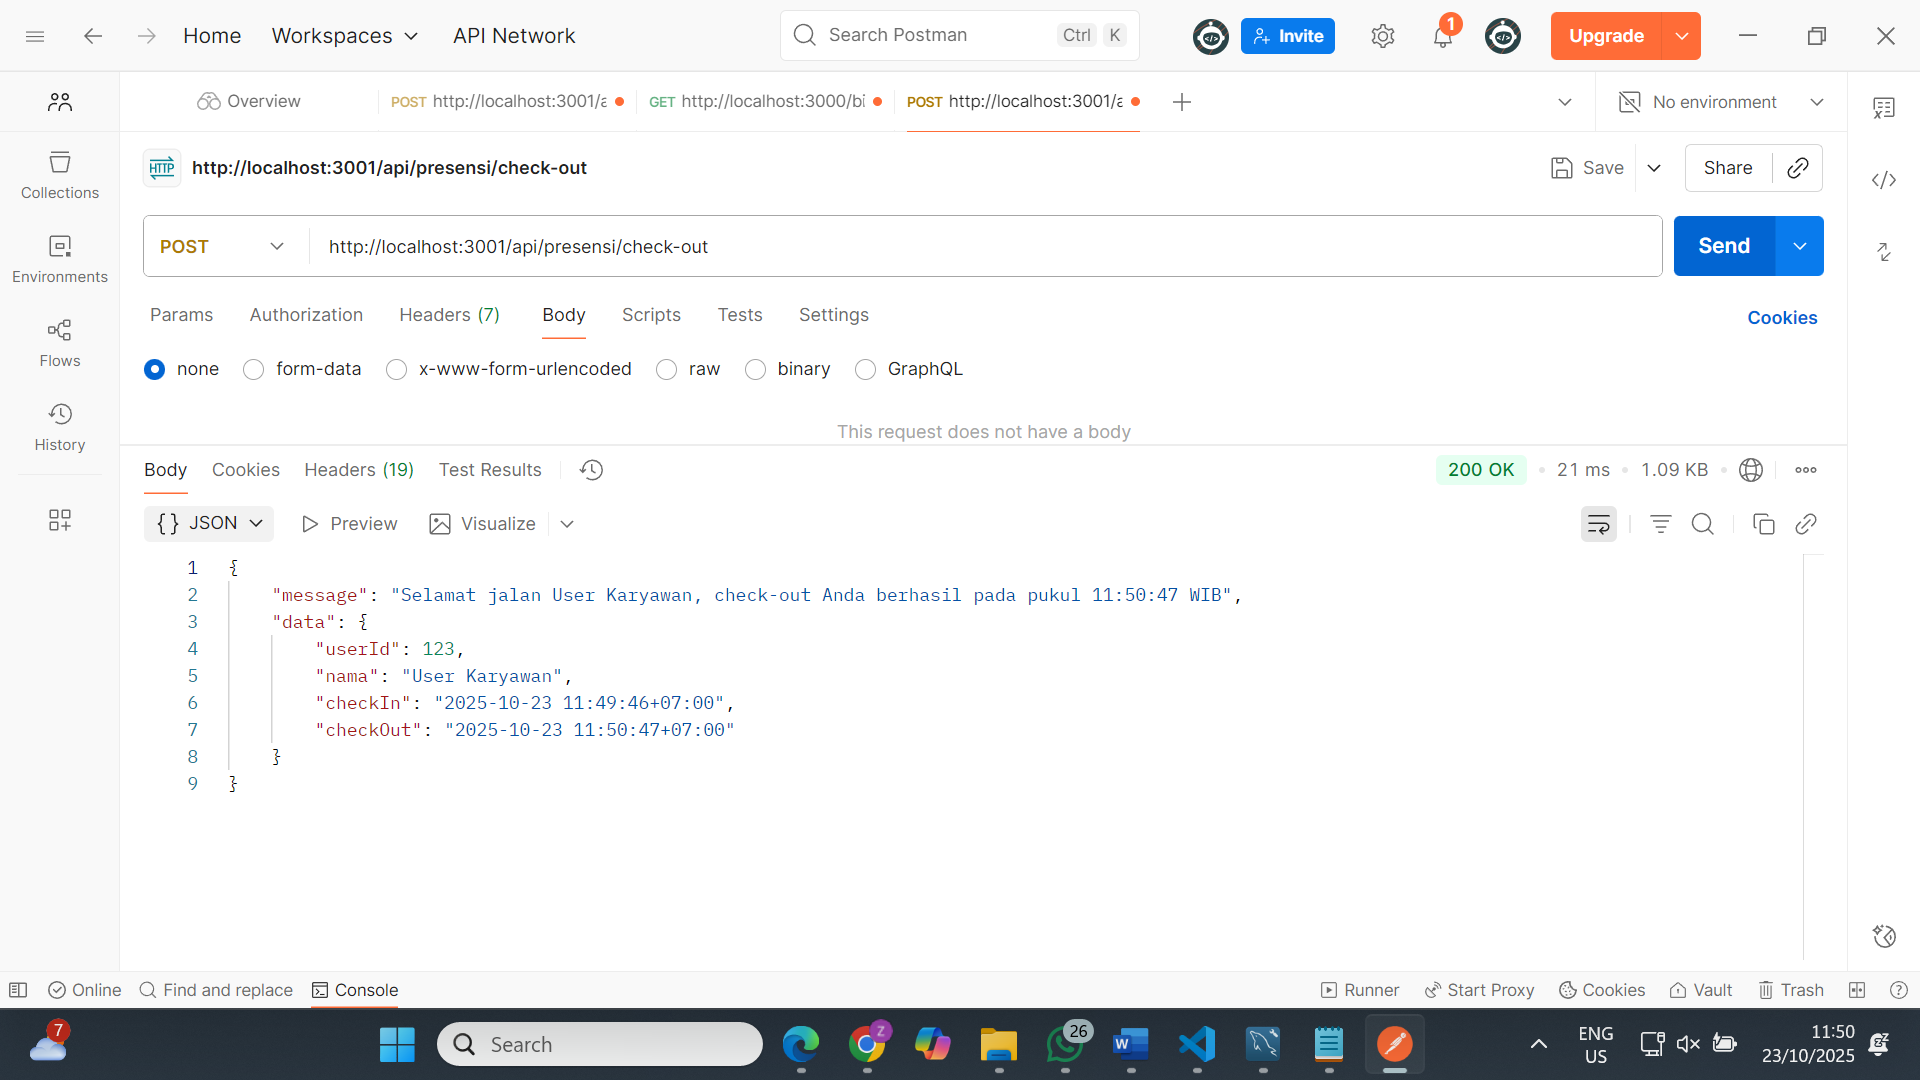 Home Workspaces API Network Search Postman Ctrl K Invite 1 Upgrade
Overview POST http://localhost:3001/a GET http://localhost:3000/bi POST http://localhost:3001/a No environment
HTTP http://localhost:3001/api/presensi/check-out Save Share
Collections
Environments
Flows
History
POST http://localhost:3001/api/presensi/check-out Send
Params Authorization Headers (7) Body Scripts Tests Settings Cookies
none form-data x-www-form-urlencoded raw binary GraphQL
This request does not have a body
Body Cookies Headers (19) Test Results 200 OK 21 ms 1.09 KB
{} JSON Preview Visualize
1 {
2 "message": "Selamat jalan User Karyawan, check-out Anda berhasil pada pukul 11:50:47 WIB",
3 "data": {
4 "userId": 123,
5 "nama": "User Karyawan",
6 "checkIn": "2025-10-23 11:49:46+07:00",
7 "checkOut": "2025-10-23 11:50:47+07:00"
8 }
9 }
Online Find and replace Console Runner Start Proxy Cookies Vault Trash
7 Search Z 26 W ENG US 11:50
23/10/2025